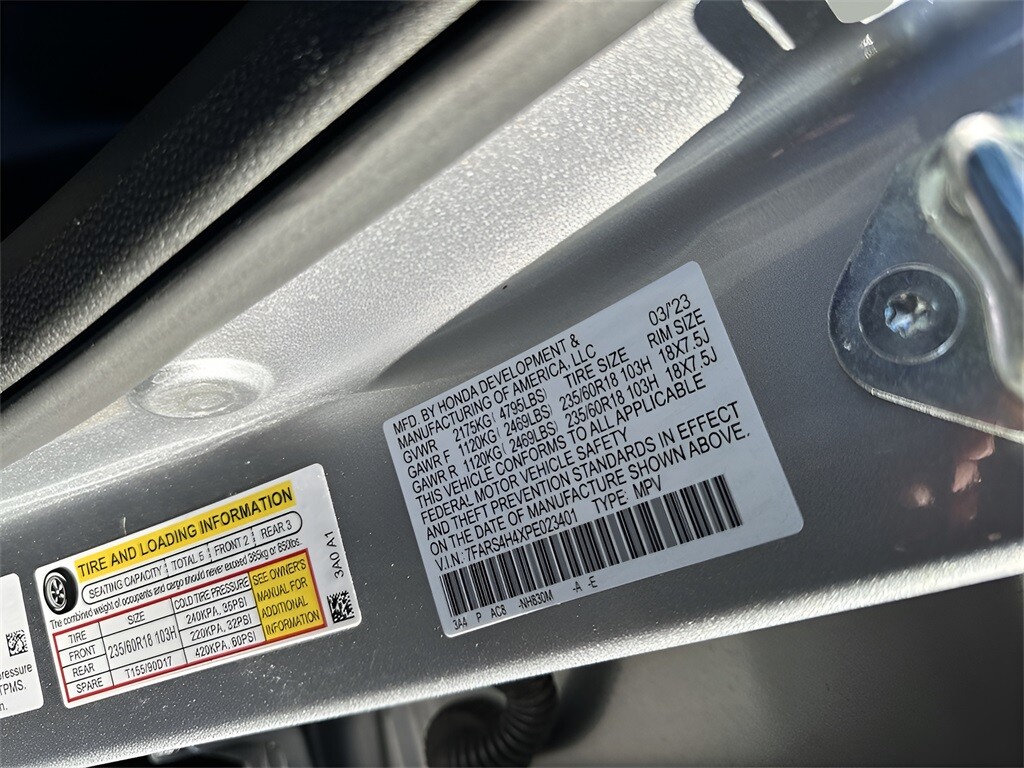 MFD. BY HONDA DEVELOPMENT &
MANUFACTURING OF AMERICA, LLC 03/'23
GVWR 2175KG( 4795LBS) TIRE SIZE RIM SIZE
GAWR F 1120KG( 2469LBS) 235/60R18 103H 18X7.5J
GAWR R 1120KG( 2469LBS) 235/60R18 103H 18X7.5J
THIS VEHICLE CONFORMS TO ALL APPLICABLE
FEDERAL MOTOR VEHICLE SAFETY
AND THEFT PREVENTION STANDARDS IN EFFECT
ON THE DATE OF MANUFACTURE SHOWN ABOVE.
V.I.N: 7FARS4H4XPE023401 TYPE: MPV
3A4 P AC8 -NH830M -A -E
TIRE AND LOADING INFORMATION
SEATING CAPACITY TOTAL 5 FRONT 2 REAR 3
The combined weight of occupants and cargo should never exceed 385kg or 850lbs.
TIRE SIZE COLD TIRE PRESSURE
FRONT 235/60R18 103H 240KPA, 35PSI
REAR 220KPA, 32PSI
SPARE T155/90D17 420KPA, 60PSI
SEE OWNER'S
MANUAL FOR
ADDITIONAL
INFORMATION
3A0 A1
pressure
TPMS.